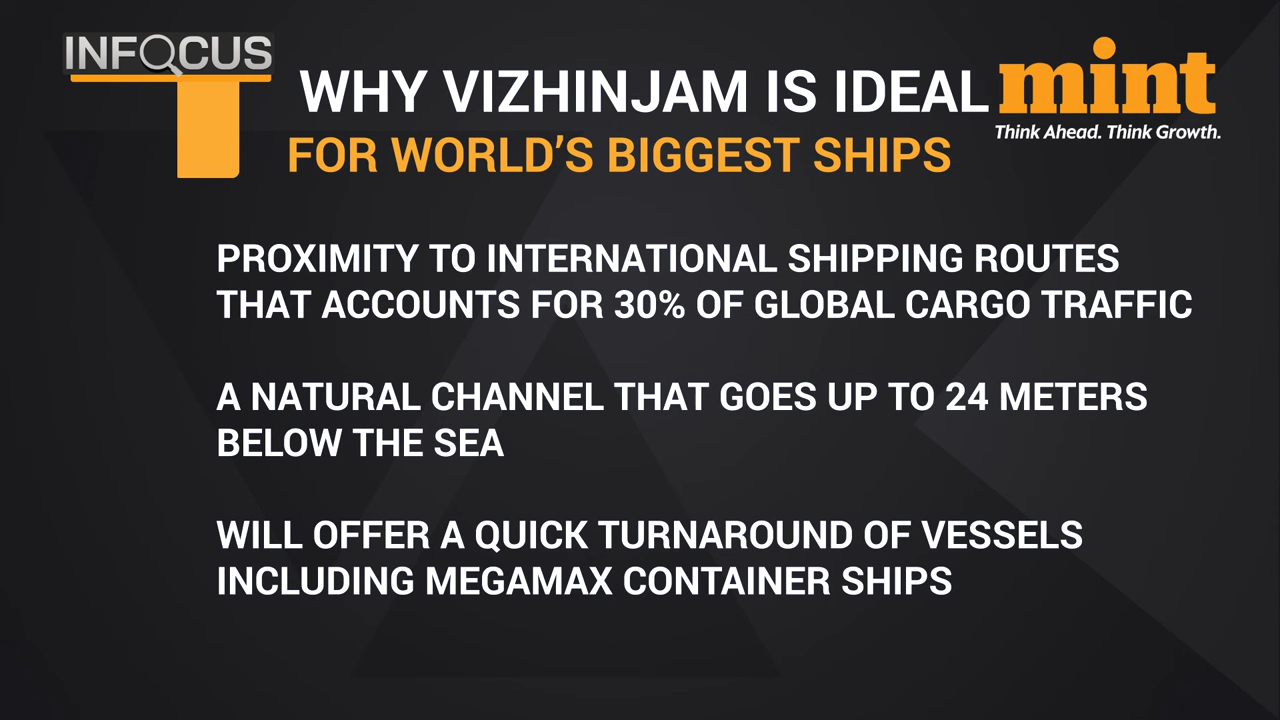 INFOCUS
WHY VIZHINJAM IS IDEAL
FOR WORLD'S BIGGEST SHIPS
mint
Think Ahead. Think Growth.
PROXIMITY TO INTERNATIONAL SHIPPING ROUTES
THAT ACCOUNTS FOR 30% OF GLOBAL CARGO TRAFFIC
A NATURAL CHANNEL THAT GOES UP TO 24 METERS
BELOW THE SEA
WILL OFFER A QUICK TURNAROUND OF VESSELS
INCLUDING MEGAMAX CONTAINER SHIPS